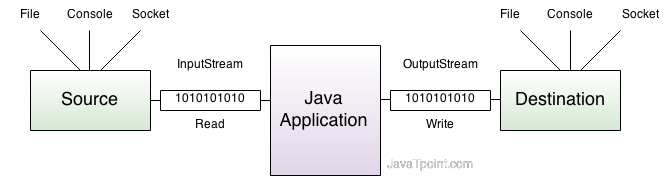 File Console Socket
File Console Socket
InputStream
OutputStream
Source
1010101010
Java
Application
1010101010
Destination
Read
Write
JavaTpoint.com